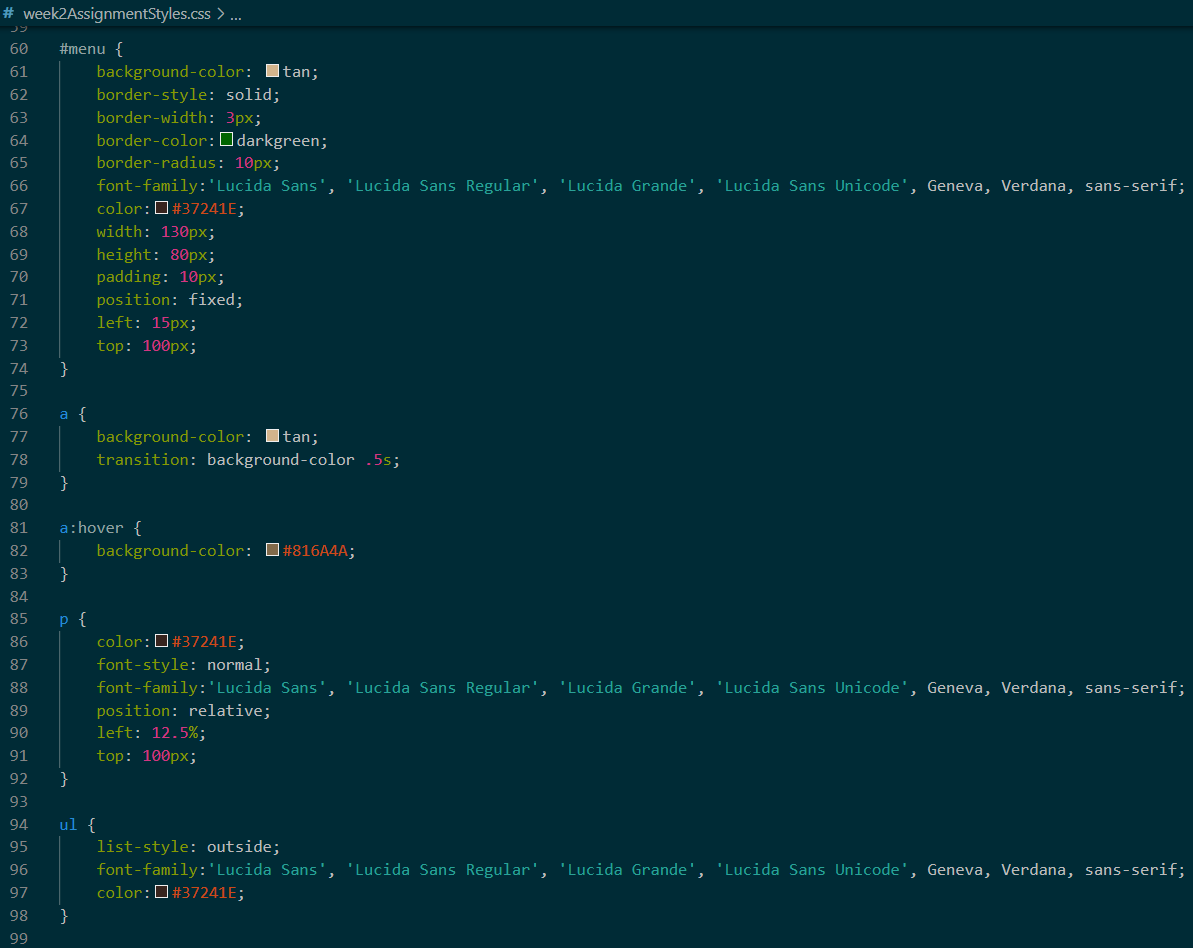 # week2AssignmentStyles.css > ...
59
60 #menu {
61 background-color: tan;
62 border-style: solid;
63 border-width: 3px;
64 border-color: darkgreen;
65 border-radius: 10px;
66 font-family:'Lucida Sans', 'Lucida Sans Regular', 'Lucida Grande', 'Lucida Sans Unicode', Geneva, Verdana, sans-serif;
67 color: #37241E;
68 width: 130px;
69 height: 80px;
70 padding: 10px;
71 position: fixed;
72 left: 15px;
73 top: 100px;
74 }
75
76 a {
77 background-color: tan;
78 transition: background-color .5s;
79 }
80
81 a:hover {
82 background-color: #816A4A;
83 }
84
85 p {
86 color: #37241E;
87 font-style: normal;
88 font-family:'Lucida Sans', 'Lucida Sans Regular', 'Lucida Grande', 'Lucida Sans Unicode', Geneva, Verdana, sans-serif;
89 position: relative;
90 left: 12.5%;
91 top: 100px;
92 }
93
94 ul {
95 list-style: outside;
96 font-family:'Lucida Sans', 'Lucida Sans Regular', 'Lucida Grande', 'Lucida Sans Unicode', Geneva, Verdana, sans-serif;
97 color: #37241E;
98 }
99